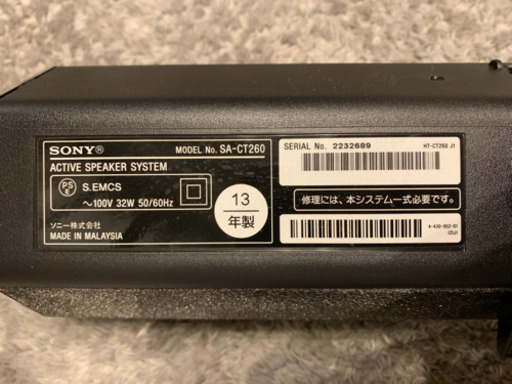 SONY®
MODEL No. SA-CT260
ACTIVE SPEAKER SYSTEM
PS
E
S.EMCS
～100V 32W 50/60Hz
ソニー株式会社
MADE IN MALAYSIA
13
年製
SERIAL No. 2232689
HT-CT260 J1
修理には、本システム一式必要です。